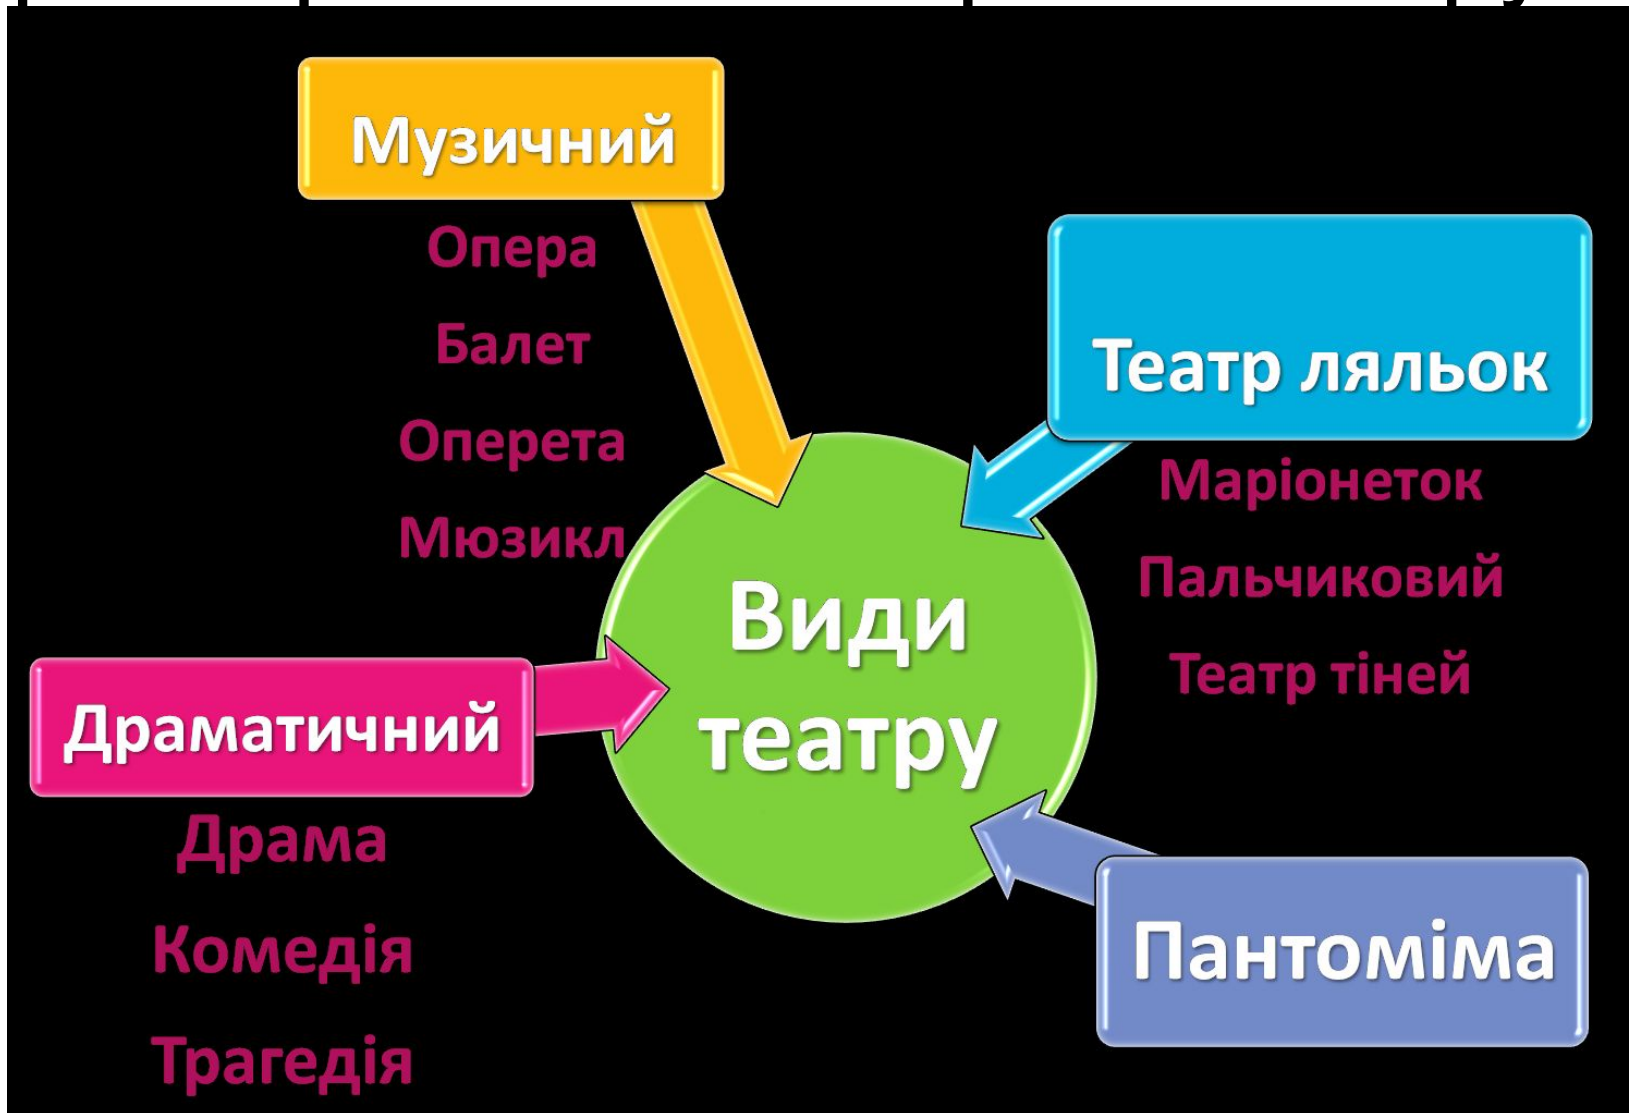 Музичний
Опера
Балет
Оперета
Мюзикл
Театр ляльок
Маріонеток
Пальчиковий
Театр тіней
Види
театру
Драматичний
Драма
Комедія
Трагедія
Пантоміма